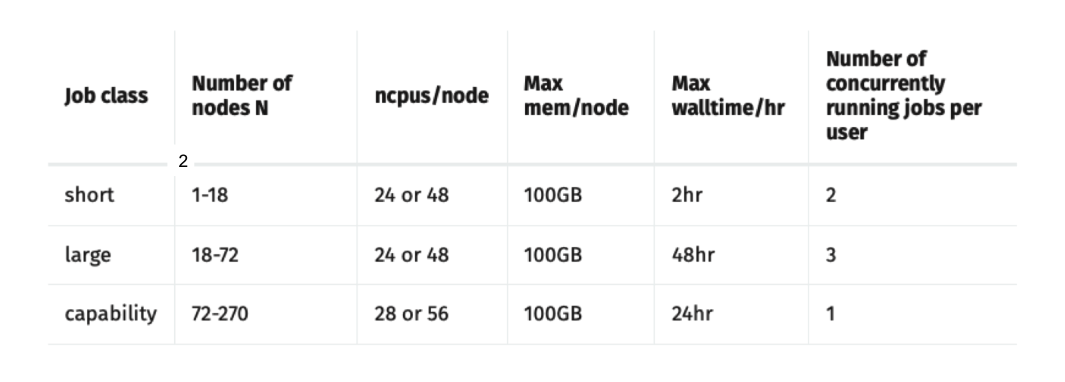 Job class Number of nodes N ncpus/node Max mem/node Max walltime/hr Number of concurrently running jobs per user
2
short 1-18 24 or 48 100GB 2hr 2
large 18-72 24 or 48 100GB 48hr 3
capability 72-270 28 or 56 100GB 24hr 1